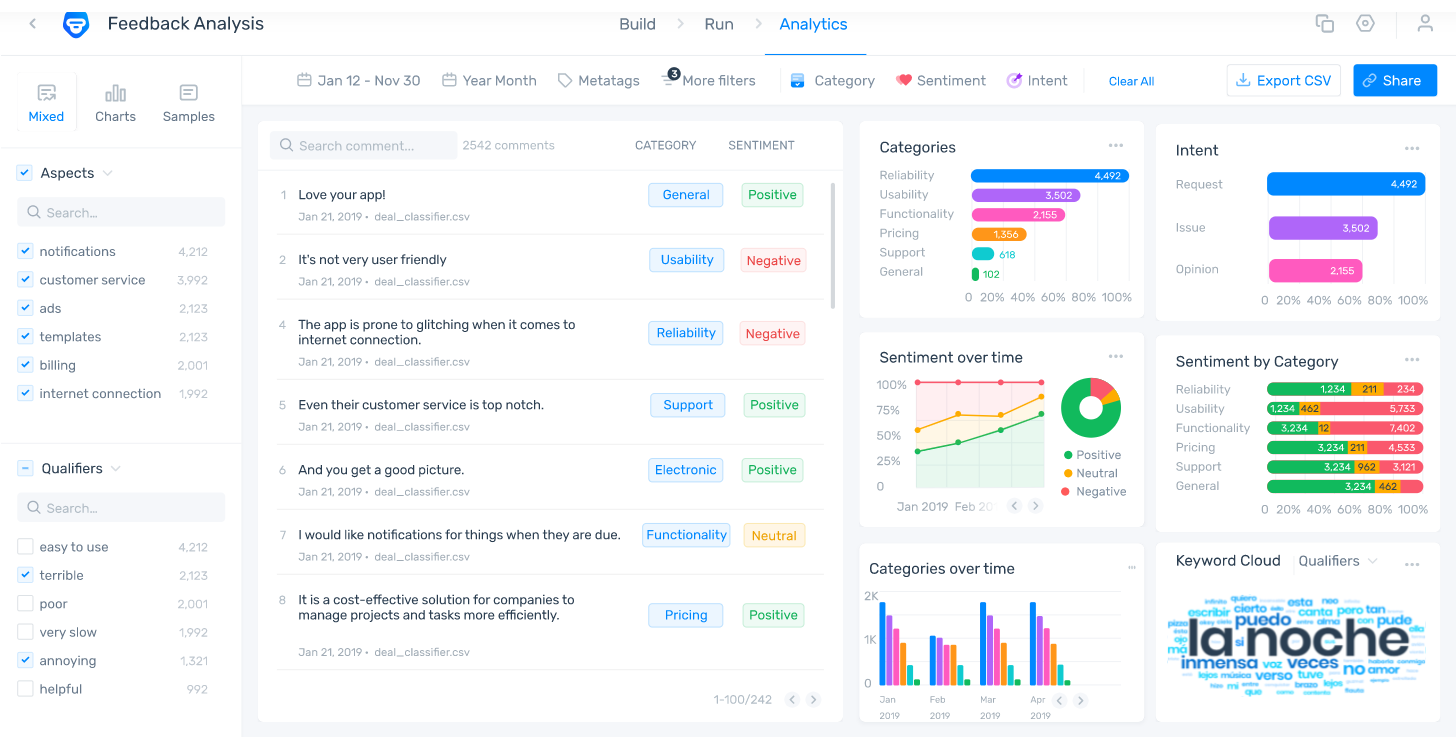 Feedback Analysis
Build
Run
Analytics
Mixed
Charts
Samples
Jan 12 - Nov 30
Year Month
Metatags
3
More filters
Category
Sentiment
Intent
Clear All
Export CSV
Share
Aspects
Search...
notifications 4,212
customer service 3,992
ads 2,123
templates 2,123
billing 2,001
internet connection 1,992
Qualifiers
Search...
easy to use 4,212
terrible 2,123
poor 2,001
very slow 1,992
annoying 1,321
helpful 992
Search comment... 2542 comments CATEGORY SENTIMENT
1 Love your app! General Positive
Jan 21, 2019 • deal_classifier.csv
2 It's not very user friendly Usability Negative
Jan 21, 2019 • deal_classifier.csv
4 The app is prone to glitching when it comes to
internet connection. Reliability Negative
Jan 21, 2019 • deal_classifier.csv
5 Even their customer service is top notch. Support Positive
Jan 21, 2019 • deal_classifier.csv
6 And you get a good picture. Electronic Positive
Jan 21, 2019 • deal_classifier.csv
7 I would like notifications for things when they are due. Functionality Neutral
Jan 21, 2019 • deal_classifier.csv
8 It is a cost-effective solution for companies to
manage projects and tasks more efficiently. Pricing Positive
Jan 21, 2019 • deal_classifier.csv
1-100/242
Categories
Reliability 4,492
Usability 3,502
Functionality 2,155
Pricing 1,356
Support 618
General 102
0 20% 40% 60% 80% 100%
Intent
Request 4,492
Issue 3,502
Opinion 2,155
0 20% 40% 60% 80% 100%
Sentiment over time
100%
75%
50%
25%
0
Jan 2019 Feb 20
Positive
Neutral
Negative
Sentiment by Category
Reliability 1,234 211 234
Usability 1,234 462 5,733
Functionality 3,234 12 7,402
Pricing 3,234 211 4,533
Support 3,234 962 3,121
General 3,234 462
0 20% 40% 60% 80% 100%
Categories over time
2K
1K
0
Jan 2019
Feb 2019
Mar 2019
Apr 2019
Keyword Cloud Qualifiers
quiero esta neo
escribir cierto canta pero tan
pizza puedo alma con pude
la noche
si
ojo
má
inmensa voz veces no amor
lejos música verso tuve
mi brazo lejos
que